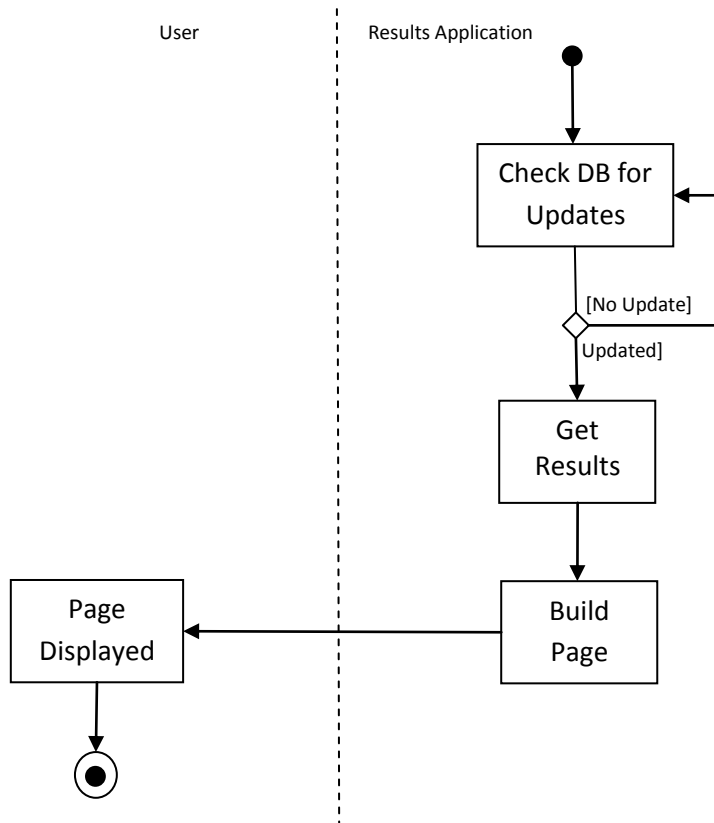 User
Results Application
Check DB for
Updates
[No Update]
Updated]
Get
Results
Page
Displayed
Build
Page